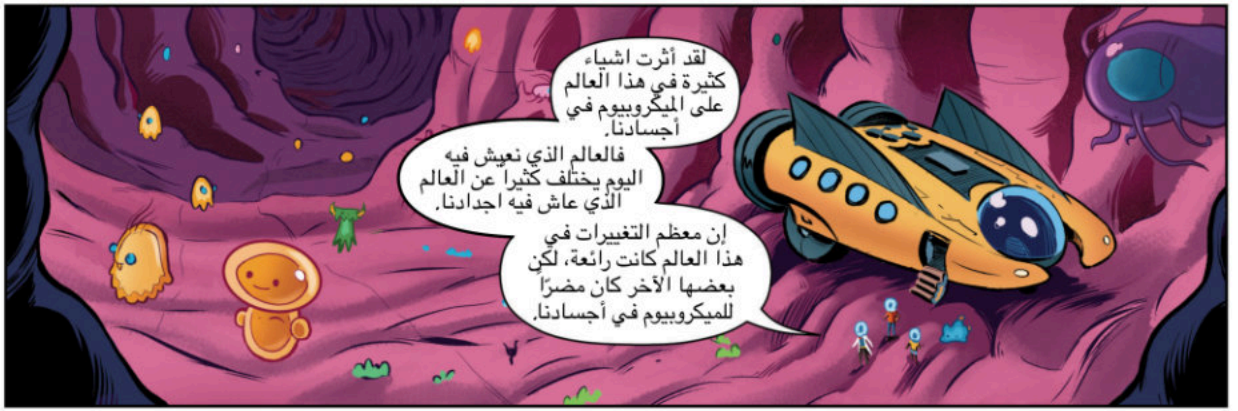 لقد أثرت اشياء
كثيرة في هذا العالم
على الميكروبيوم في
أجسادنا.
فالعالم الذي نعيش فيه
اليوم يختلف كثيراً عن العالم
الذي عاش فيه اجدادنا.
إن معظم التغييرات في
هذا العالم كانت رائعة، لكن
بعضها الآخر كان مضرّاً
للميكروبيوم في أجسادنا.